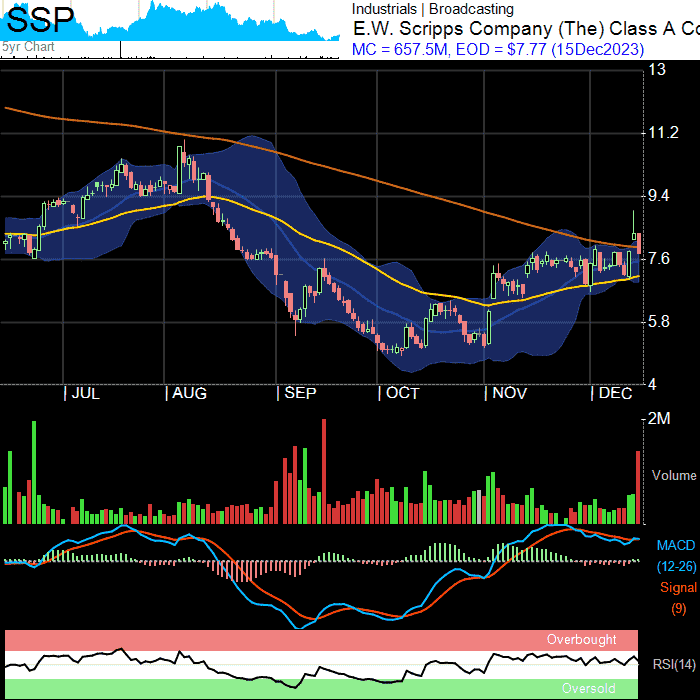 SSP
5yr Chart
Industrials | Broadcasting
E.W. Scripps Company (The) Class A Co
MC = 657.5M, EOD = $7.77 (15Dec2023)
13
11.2
9.4
7.6
5.8
4
| JUL | AUG | SEP | OCT | NOV | DEC
2M
Volume
MACD
(12-26)
Signal
(9)
Overbought
RSI(14)
Oversold